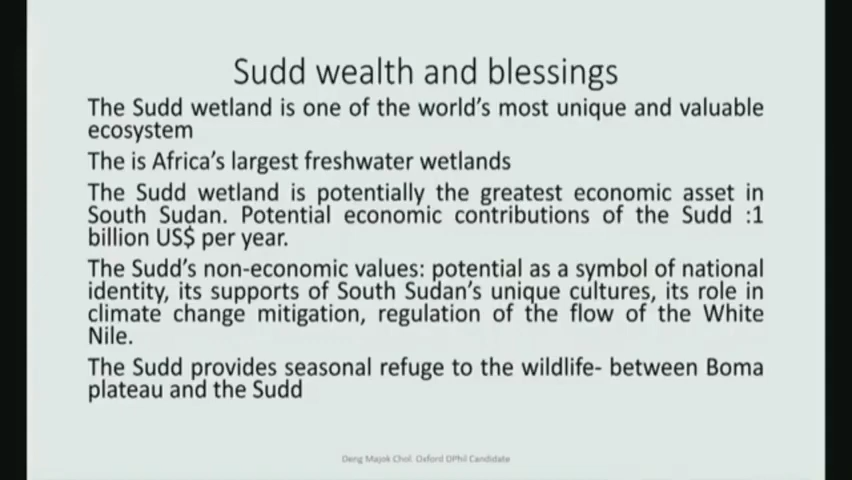 Sudd wealth and blessings
The Sudd wetland is one of the world's most unique and valuable
ecosystem
The is Africa's largest freshwater wetlands
The Sudd wetland is potentially the greatest economic asset in
South Sudan. Potential economic contributions of the Sudd :1
billion US$ per year.
The Sudd's non-economic values: potential as a symbol of national
identity, its supports of South Sudan's unique cultures, its role in
climate change mitigation, regulation of the flow of the White
Nile.
The Sudd provides seasonal refuge to the wildlife- between Boma
plateau and the Sudd
Deng Majok Chol. Oxford DPhil Candidate